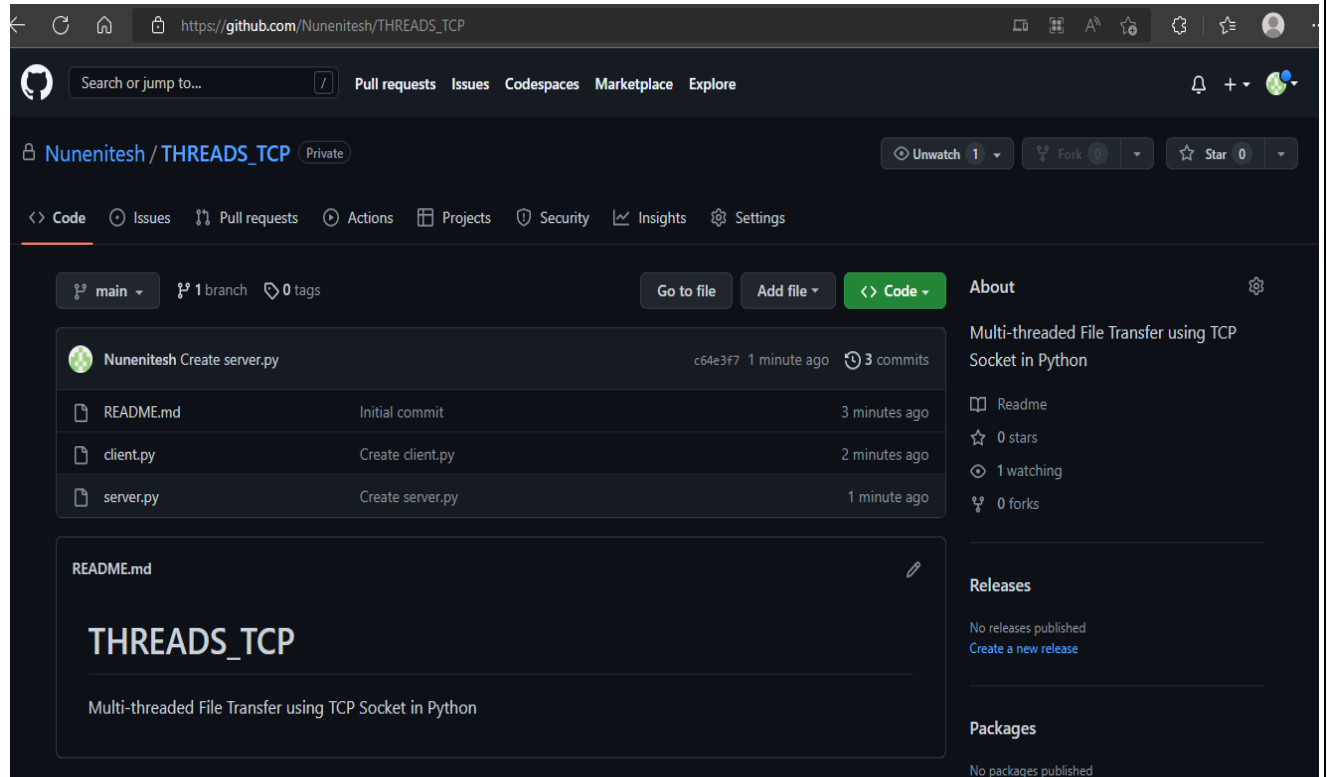 https://github.com/Nunenitesh/THREADS_TCP
Search or jump to... / Pull requests Issues Codespaces Marketplace Explore
Nunenitesh / THREADS_TCP Private Unwatch 1 Fork 0 Star 0
Code Issues Pull requests Actions Projects Security Insights Settings
main 1 branch 0 tags Go to file Add file Code
Nunenitesh Create server.py c64e3f7 1 minute ago 3 commits
README.md Initial commit 3 minutes ago
client.py Create client.py 2 minutes ago
server.py Create server.py 1 minute ago
README.md
THREADS_TCP
Multi-threaded File Transfer using TCP Socket in Python
About
Multi-threaded File Transfer using TCP
Socket in Python
Readme
0 stars
1 watching
0 forks
Releases
No releases published
Create a new release
Packages
No packages published